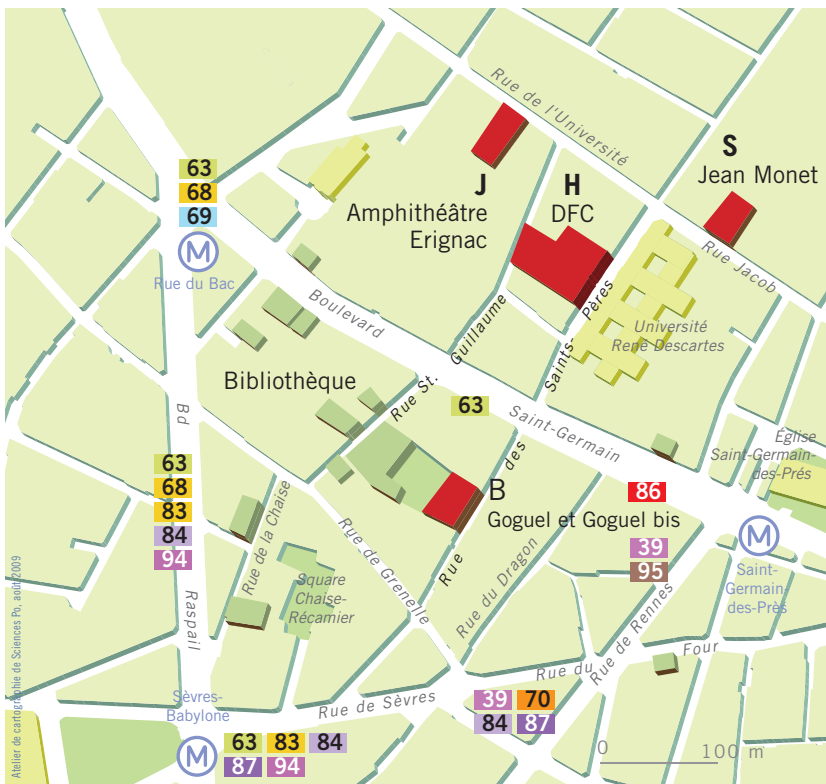 Rue de l'Université
S
Jean Monet
63
68
69
M
Rue du Bac
J
Amphithéâtre
Erignac
H
DFC
Rue Jacob
Boulevard
Saint-Germain
Rue St. Guillaume
Rue des Saints-Pères
Université
René Descartes
Bibliothèque
63
Église
Saint-Germain-
des-Prés
Bd Raspail
63
68
83
84
94
B
Goguel et Goguel bis
86
39
95
M
Saint-
Germain-
des-Près
Rue de la Chaise
Rue de Grenelle
Square
Chaise-
Récamier
Rue du Dragon
Rue de Rennes
Rue du Four
Rue de Sèvres
Sèvres-
Babylone
M
63 83 84
87 94
39 70
84 87
0 100 m
Atelier de cartographie de Sciences Po, août 2009